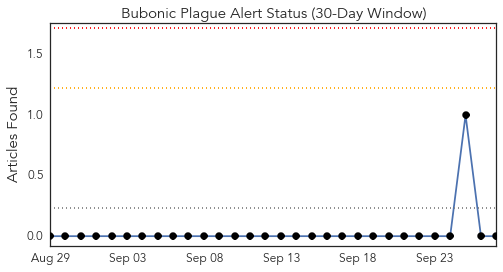 Bubonic Plague Alert Status (30-Day Window)
Articles Found
1.5
1.0
0.5
0.0
Aug 29 Sep 03 Sep 08 Sep 13 Sep 18 Sep 23